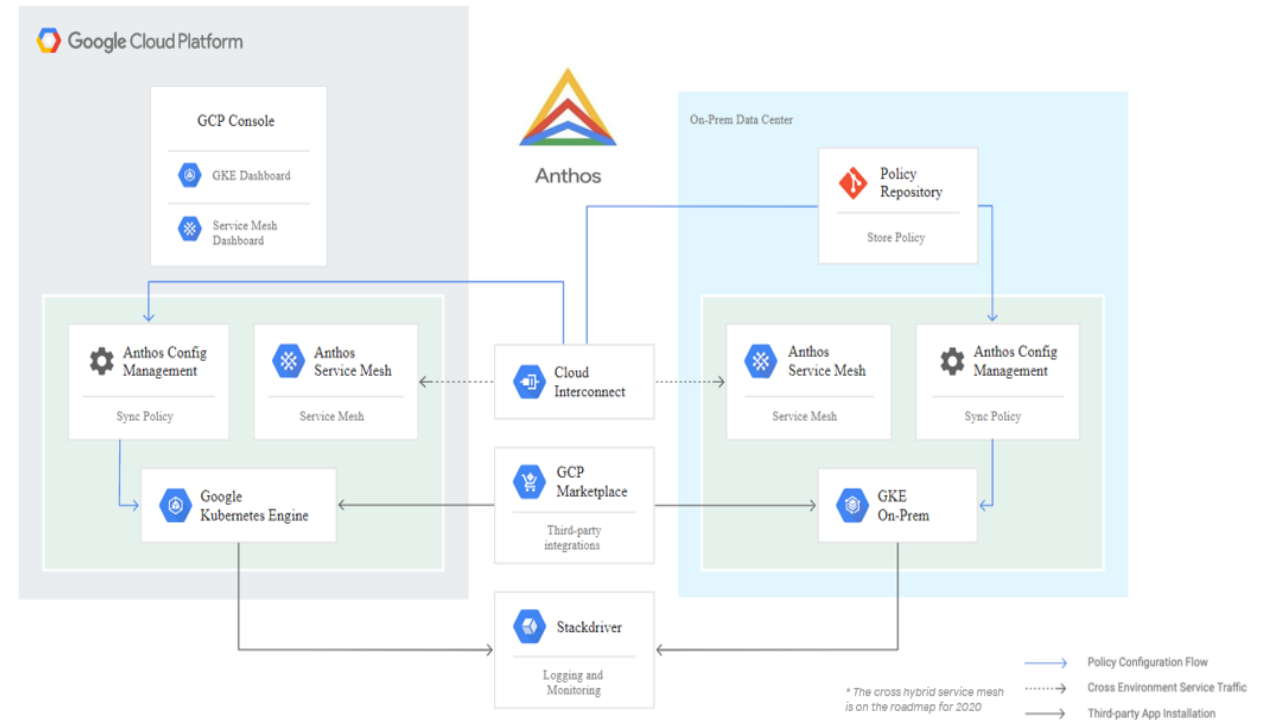 Google Cloud Platform
GCP Console
GKE Dashboard
Service Mesh
Dashboard
Anthos
On-Prem Data Center
Policy
Repository
Store Policy
Anthos Config
Management
Sync Policy
Anthos
Service Mesh
Service Mesh
Cloud
Interconnect
Anthos
Service Mesh
Service Mesh
Anthos Config
Management
Sync Policy
Google
Kubernetes Engine
GCP
Marketplace
Third-party
integrations
GKE
On-Prem
Stackdriver
Logging and
Monitoring
* The cross hybrid service mesh
is on the roadmap for 2020
Policy Configuration Flow
Cross Environment Service Traffic
Third-party App Installation